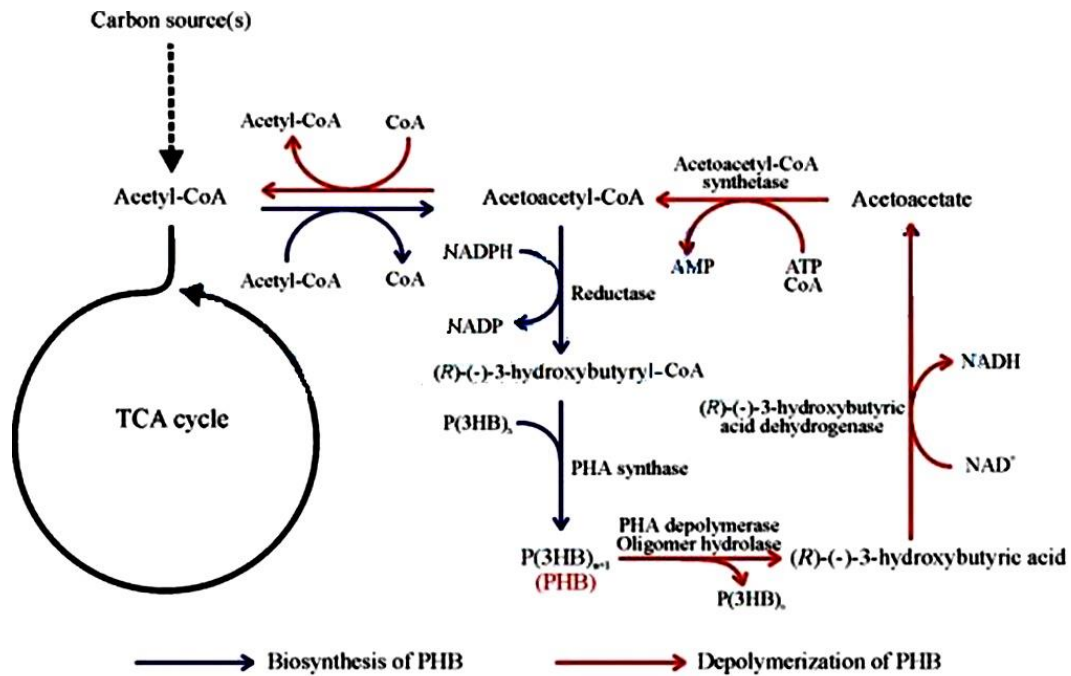 Carbon source(s)
Acetyl-CoA
CoA
Acetyl-CoA
Acetoacetyl-CoA
Acetoacetyl-CoA
synthetase
Acetoacetate
Acetyl-CoA
CoA
NADPH
NADP
Reductase
AMP
ATP
CoA
(R)-(-)-3-hydroxybutyryl-CoA
NADH
TCA cycle
P(3HB)ₙ
PHA synthase
(R)-(-)-3-hydroxybutyric
acid dehydrogenase
NAD⁺
PHA depolymerase
Oligomer hydrolase
P(3HB)ₙ₊₁
(PHB)
(R)-(-)-3-hydroxybutyric acid
P(3HB)ₙ
Biosynthesis of PHB
Depolymerization of PHB